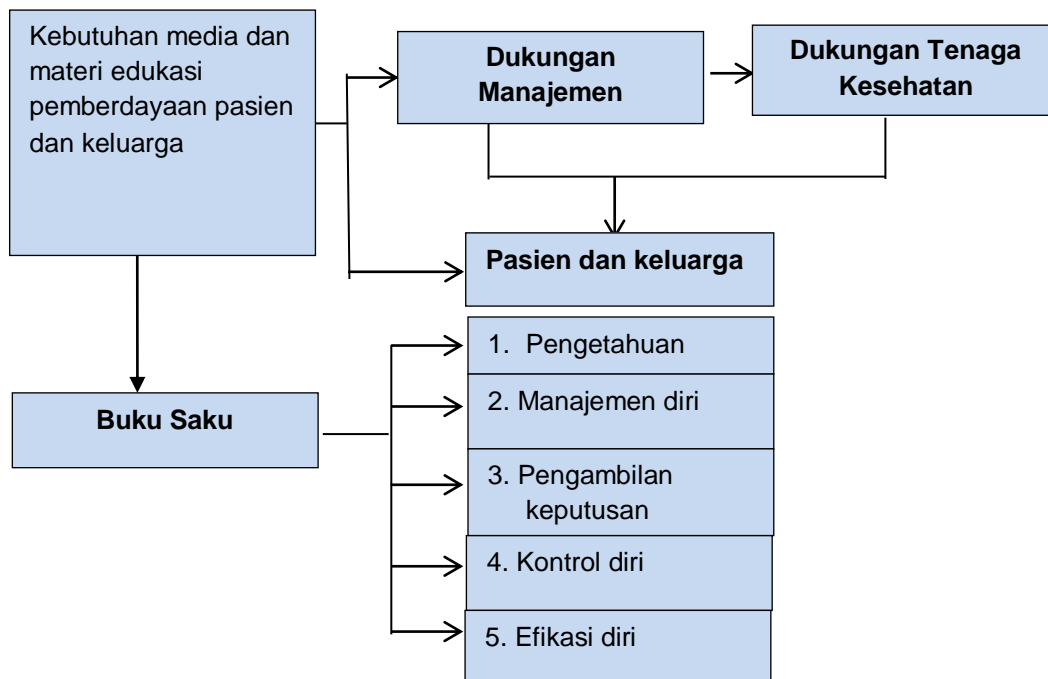 Kebutuhan media dan
materi edukasi
pemberdayaan pasien
dan keluarga
Dukungan
Manajemen
Dukungan Tenaga
Kesehatan
Pasien dan keluarga
Buku Saku
1. Pengetahuan
2. Manajemen diri
3. Pengambilan
keputusan
4. Kontrol diri
5. Efikasi diri